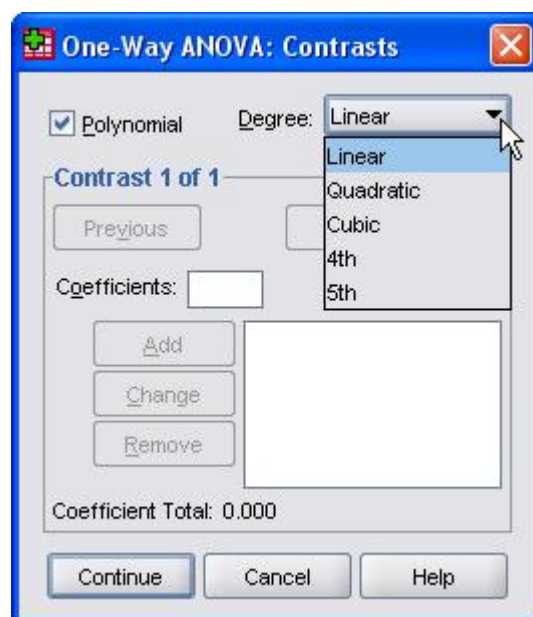 One-Way ANOVA: Contrasts
Polynomial Degree: Linear
Linear
Quadratic
Cubic
4th
5th
Contrast 1 of 1
Previous
Coefficients:
Add
Change
Remove
Coefficient Total: 0.000
Continue Cancel Help